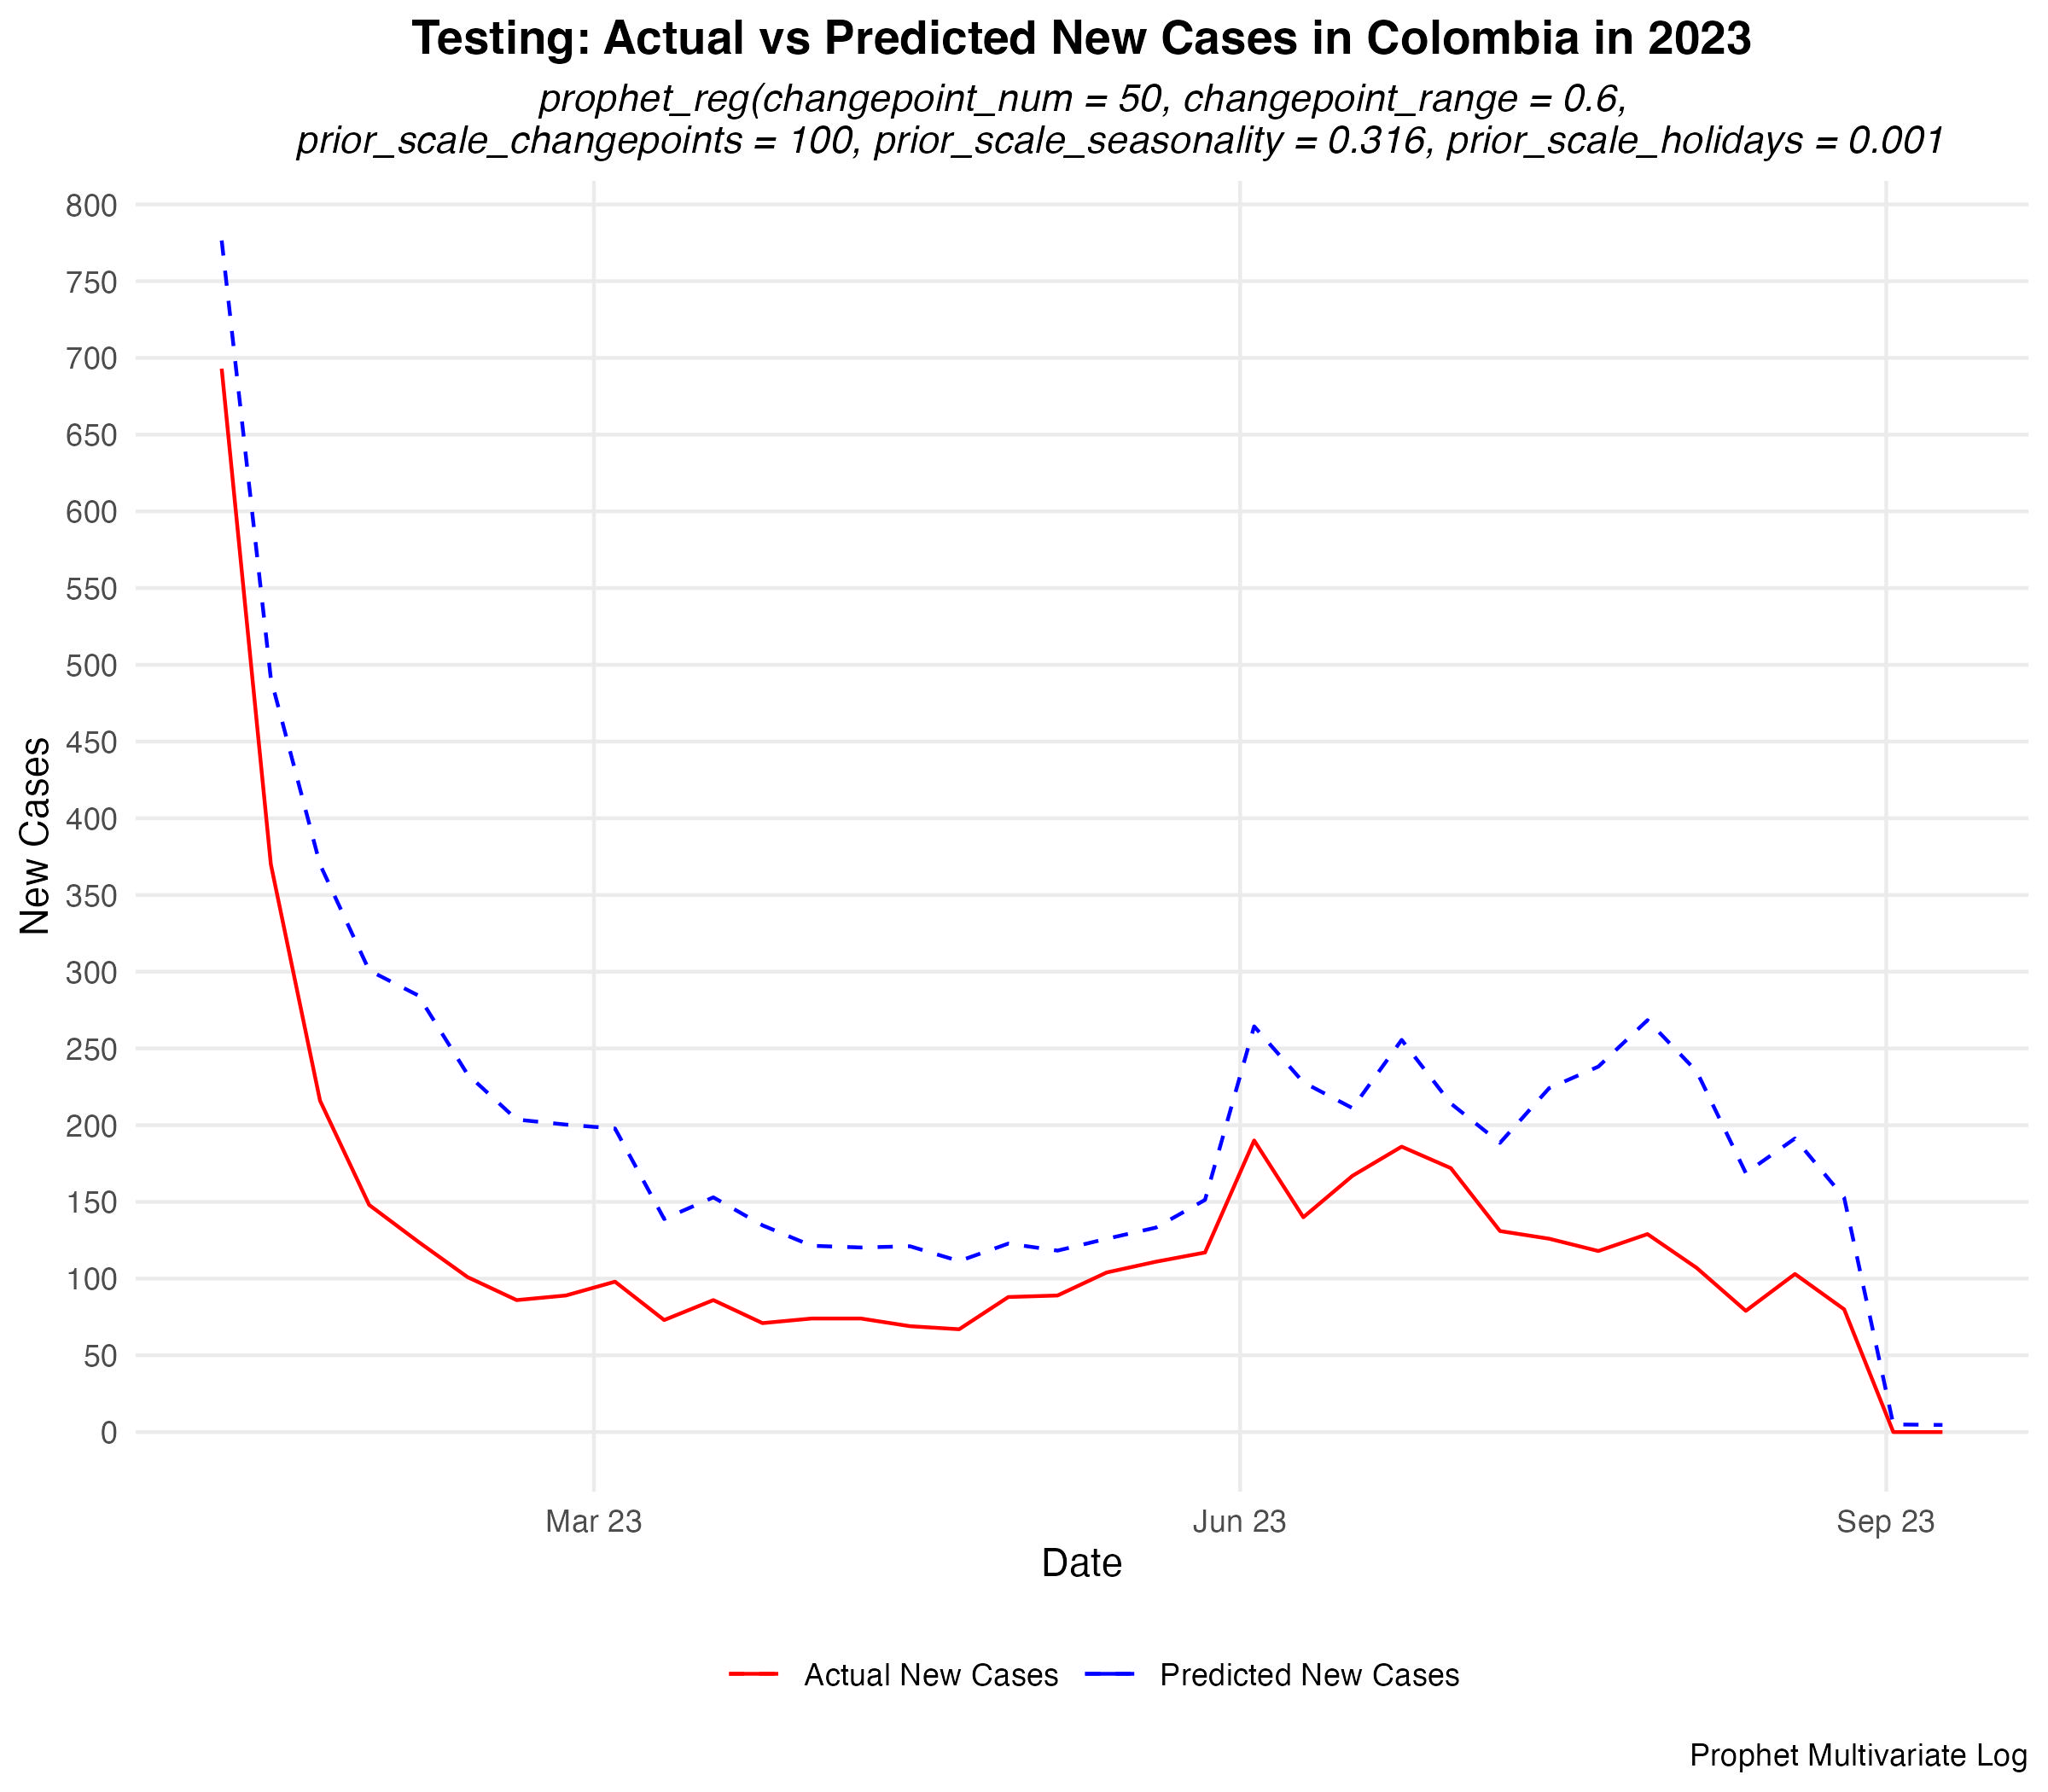 Testing: Actual vs Predicted New Cases in Colombia in 2023
prophet_reg(changepoint_num = 50, changepoint_range = 0.6,
prior_scale_changepoints = 100, prior_scale_seasonality = 0.316, prior_scale_holidays = 0.001
800
750
700
650
600
550
500
450
400
350
300
250
200
150
100
50
0
New Cases
Mar 23
Jun 23
Sep 23
Date
Actual New Cases
Predicted New Cases
Prophet Multivariate Log